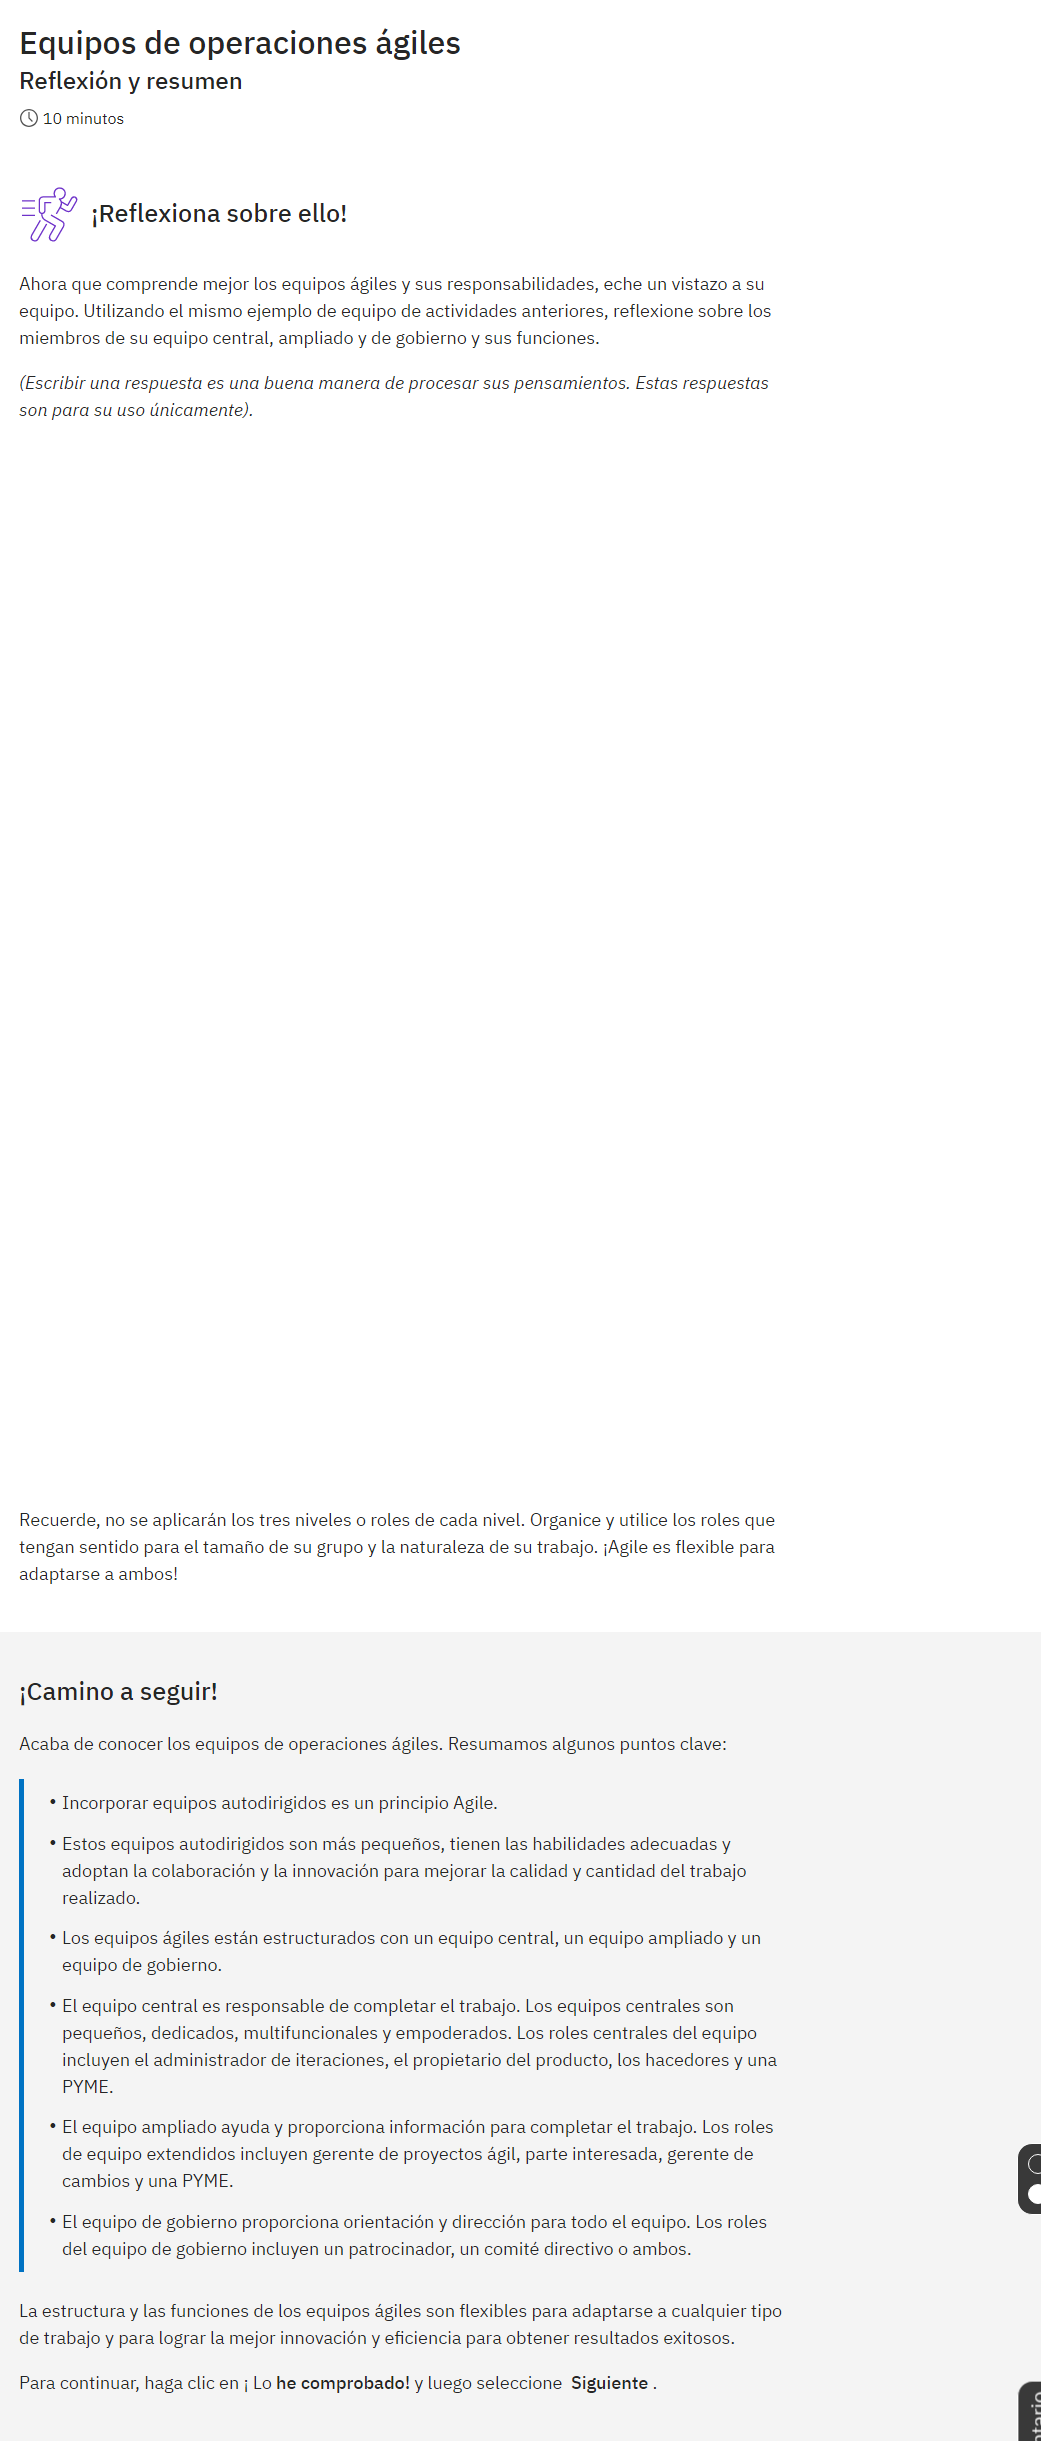 Equipos de operaciones ágiles
Reflexión y resumen
10 minutos
¡Reflexiona sobre ello!
Ahora que comprende mejor los equipos ágiles y sus responsabilidades, eche un vistazo a su
equipo. Utilizando el mismo ejemplo de equipo de actividades anteriores, reflexione sobre los
miembros de su equipo central, ampliado y de gobierno y sus funciones.
(Escribir una respuesta es una buena manera de procesar sus pensamientos. Estas respuestas
son para su uso únicamente).
Recuerde, no se aplicarán los tres niveles o roles de cada nivel. Organice y utilice los roles que
tengan sentido para el tamaño de su grupo y la naturaleza de su trabajo. ¡Agile es flexible para
adaptarse a ambos!
¡Camino a seguir!
Acaba de conocer los equipos de operaciones ágiles. Resumamos algunos puntos clave:
• Incorporar equipos autodirigidos es un principio Agile.
• Estos equipos autodirigidos son más pequeños, tienen las habilidades adecuadas y
adoptan la colaboración y la innovación para mejorar la calidad y cantidad del trabajo
realizado.
• Los equipos ágiles están estructurados con un equipo central, un equipo ampliado y un
equipo de gobierno.
• El equipo central es responsable de completar el trabajo. Los equipos centrales son
pequeños, dedicados, multifuncionales y empoderados. Los roles centrales del equipo
incluyen el administrador de iteraciones, el propietario del producto, los hacedores y una
PYME.
• El equipo ampliado ayuda y proporciona información para completar el trabajo. Los roles
de equipo extendidos incluyen gerente de proyectos ágil, parte interesada, gerente de
cambios y una PYME.
• El equipo de gobierno proporciona orientación y dirección para todo el equipo. Los roles
del equipo de gobierno incluyen un patrocinador, un comité directivo o ambos.
La estructura y las funciones de los equipos ágiles son flexibles para adaptarse a cualquier tipo
de trabajo y para lograr la mejor innovación y eficiencia para obtener resultados exitosos.
Para continuar, haga clic en ¡ Lo he comprobado! y luego seleccione Siguiente .